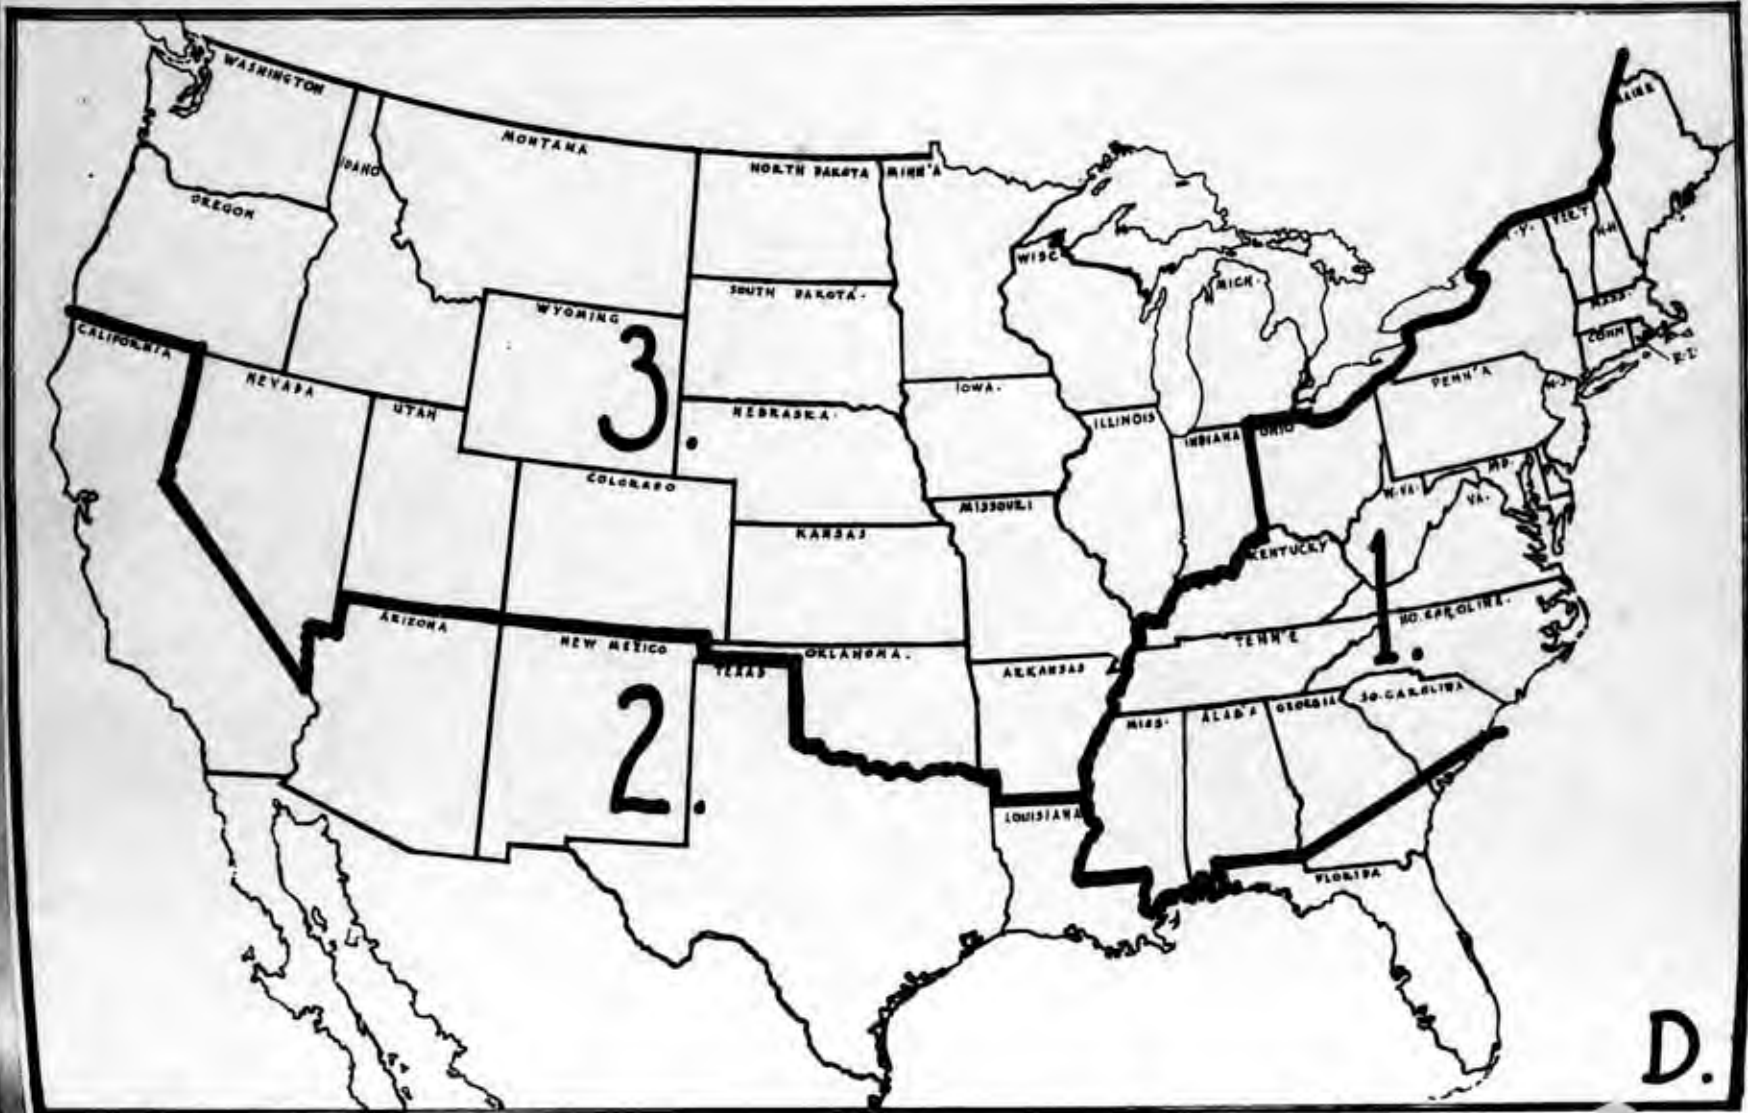 WASHINGTON
MONTANA
IDAHO
NORTH DAKOTA
MINN'A
MAINE
OREGON
VER'T
N.H.
WISC.
MICH.
SOUTH DAKOTA.
WYOMING
3.
MASS.
CALIFORNIA
CONN
R.I.
NEVADA
UTAH
IOWA.
PENN'A
N.J.
NEBRASKA.
ILLINOIS
INDIANA
OHIO
COLORADO
MD.
W.VA.
VA.
MISSOURI
KANSAS
KENTUCKY
1.
ARIZONA
NEW MEXICO
OKLAHOMA.
TENN'E
NO. CAROLINA.
TEXAS
ARKANSAS
2.
MISS.
ALAB'A
GEORGIA
SO. CAROLINA
LOUISIANA
FLORIDA
D.